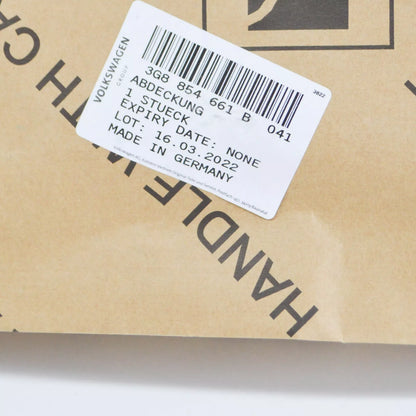 VOLKSWAGEN
GROUP
2022
3G8 854 661 B 041
ABDECKUNG
1 STUECK
EXPIRY DATE: NONE
LOT: 16.03.2022
MADE IN GERMANY
HANDLE WITH CA